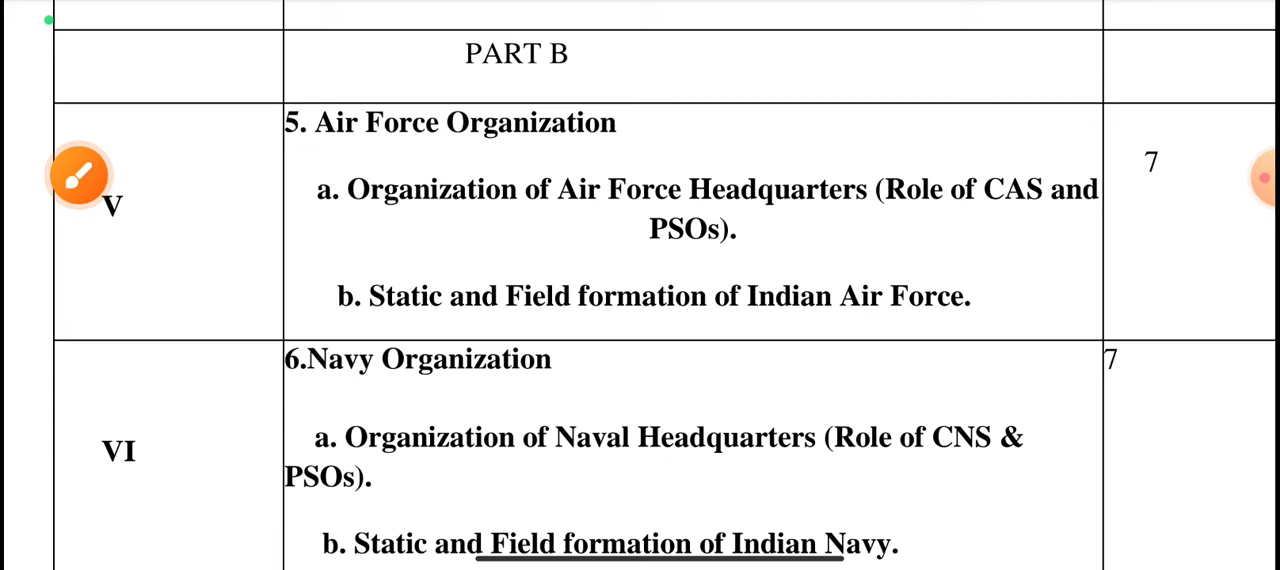 PART B
5. Air Force Organization
7
a. Organization of Air Force Headquarters (Role of CAS and
V
PSOs).
b. Static and Field formation of Indian Air Force.
6.Navy Organization
7
a. Organization of Naval Headquarters (Role of CNS &
VI
PSOs).
b. Static and Field formation of Indian Navy.